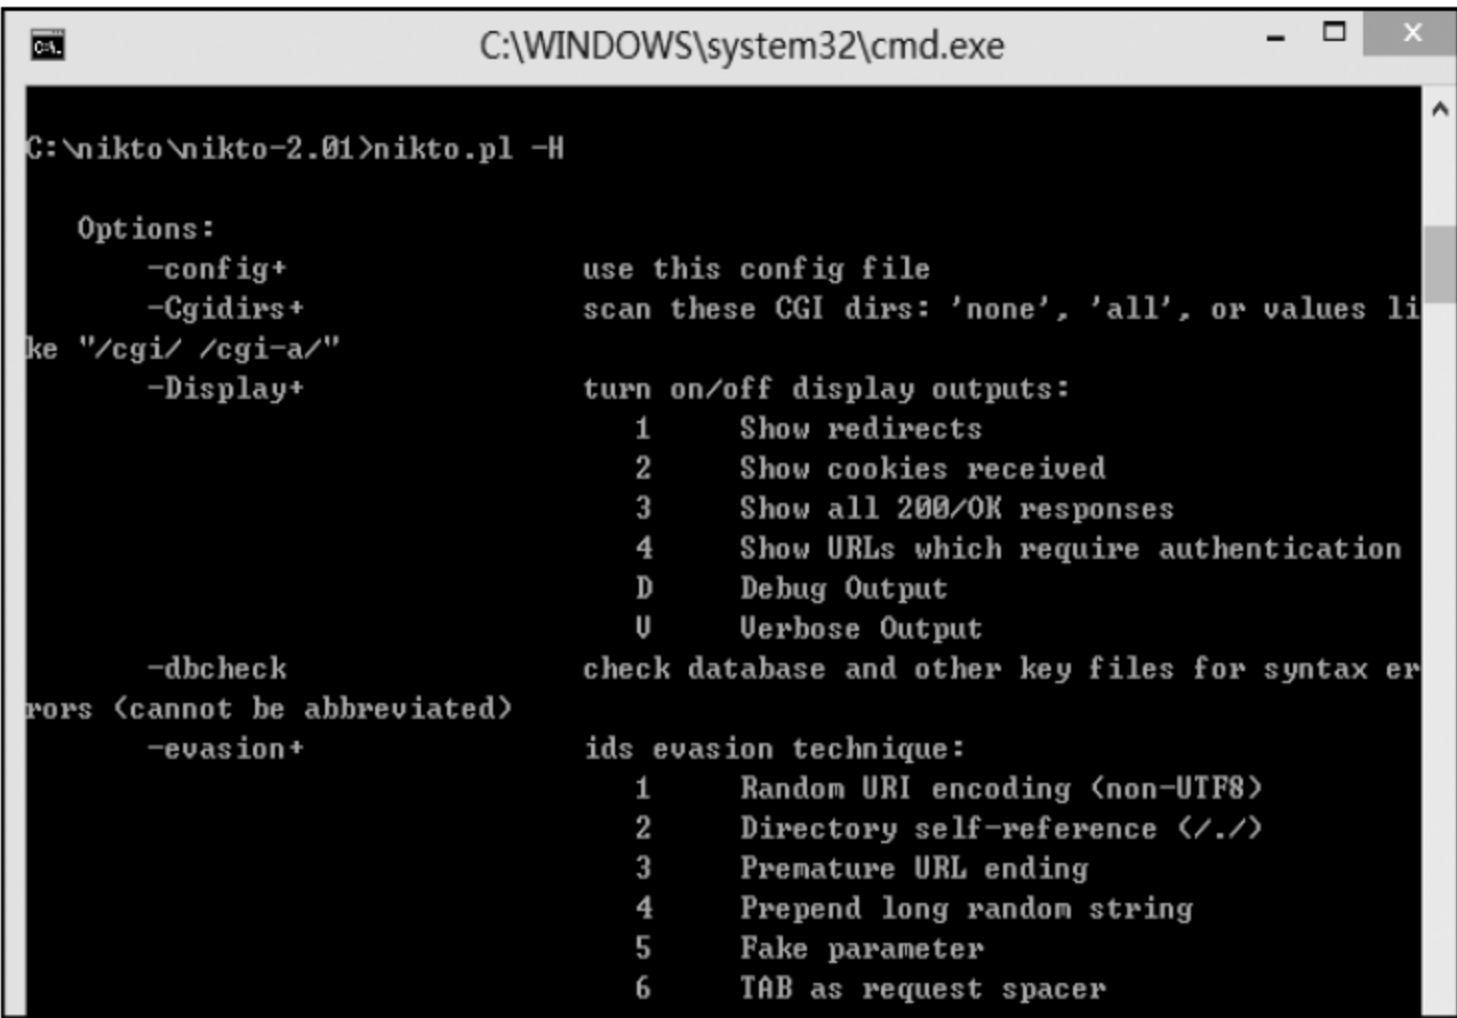 C:\WINDOWS\system32\cmd.exe
C:\nikto\nikto-2.01>nikto.pl -H
Options:
-config+ use this config file
-Cgidirs+ scan these CGI dirs: 'none', 'all', or values li
ke "/cgi/ /cgi-a/"
-Display+ turn on/off display outputs:
1 Show redirects
2 Show cookies received
3 Show all 200/OK responses
4 Show URLs which require authentication
D Debug Output
V Verbose Output
-dbcheck check database and other key files for syntax er
rors (cannot be abbreviated)
-evasion+ ids evasion technique:
1 Random URI encoding (non-UTF8)
2 Directory self-reference (/./)
3 Premature URL ending
4 Prepend long random string
5 Fake parameter
6 TAB as request spacer